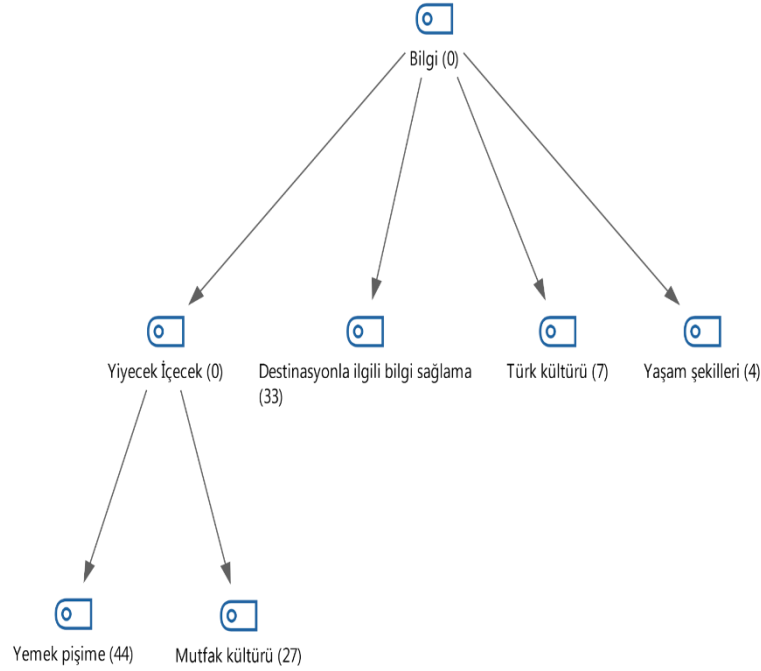 Bilgi (0)
Yiyecek İçecek (0)
Destinasyonla ilgili bilgi sağlama
(33)
Türk kültürü (7)
Yaşam şekilleri (4)
Yemek pişime (44)
Mutfak kültürü (27)